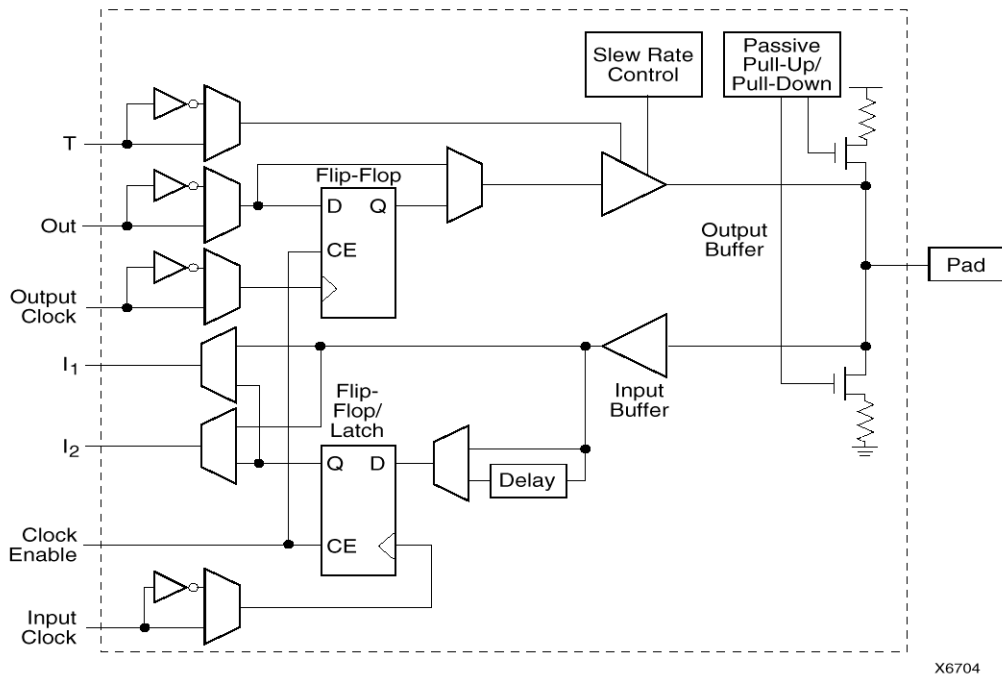 Slew Rate
Control
Passive
Pull-Up/
Pull-Down
T
Flip-Flop
D Q
Out
CE
Output
Buffer
Pad
Output
Clock
I1
Flip-
Flop/
Latch
Input
Buffer
I2
Q D
Delay
Clock
Enable
CE
Input
Clock
X6704